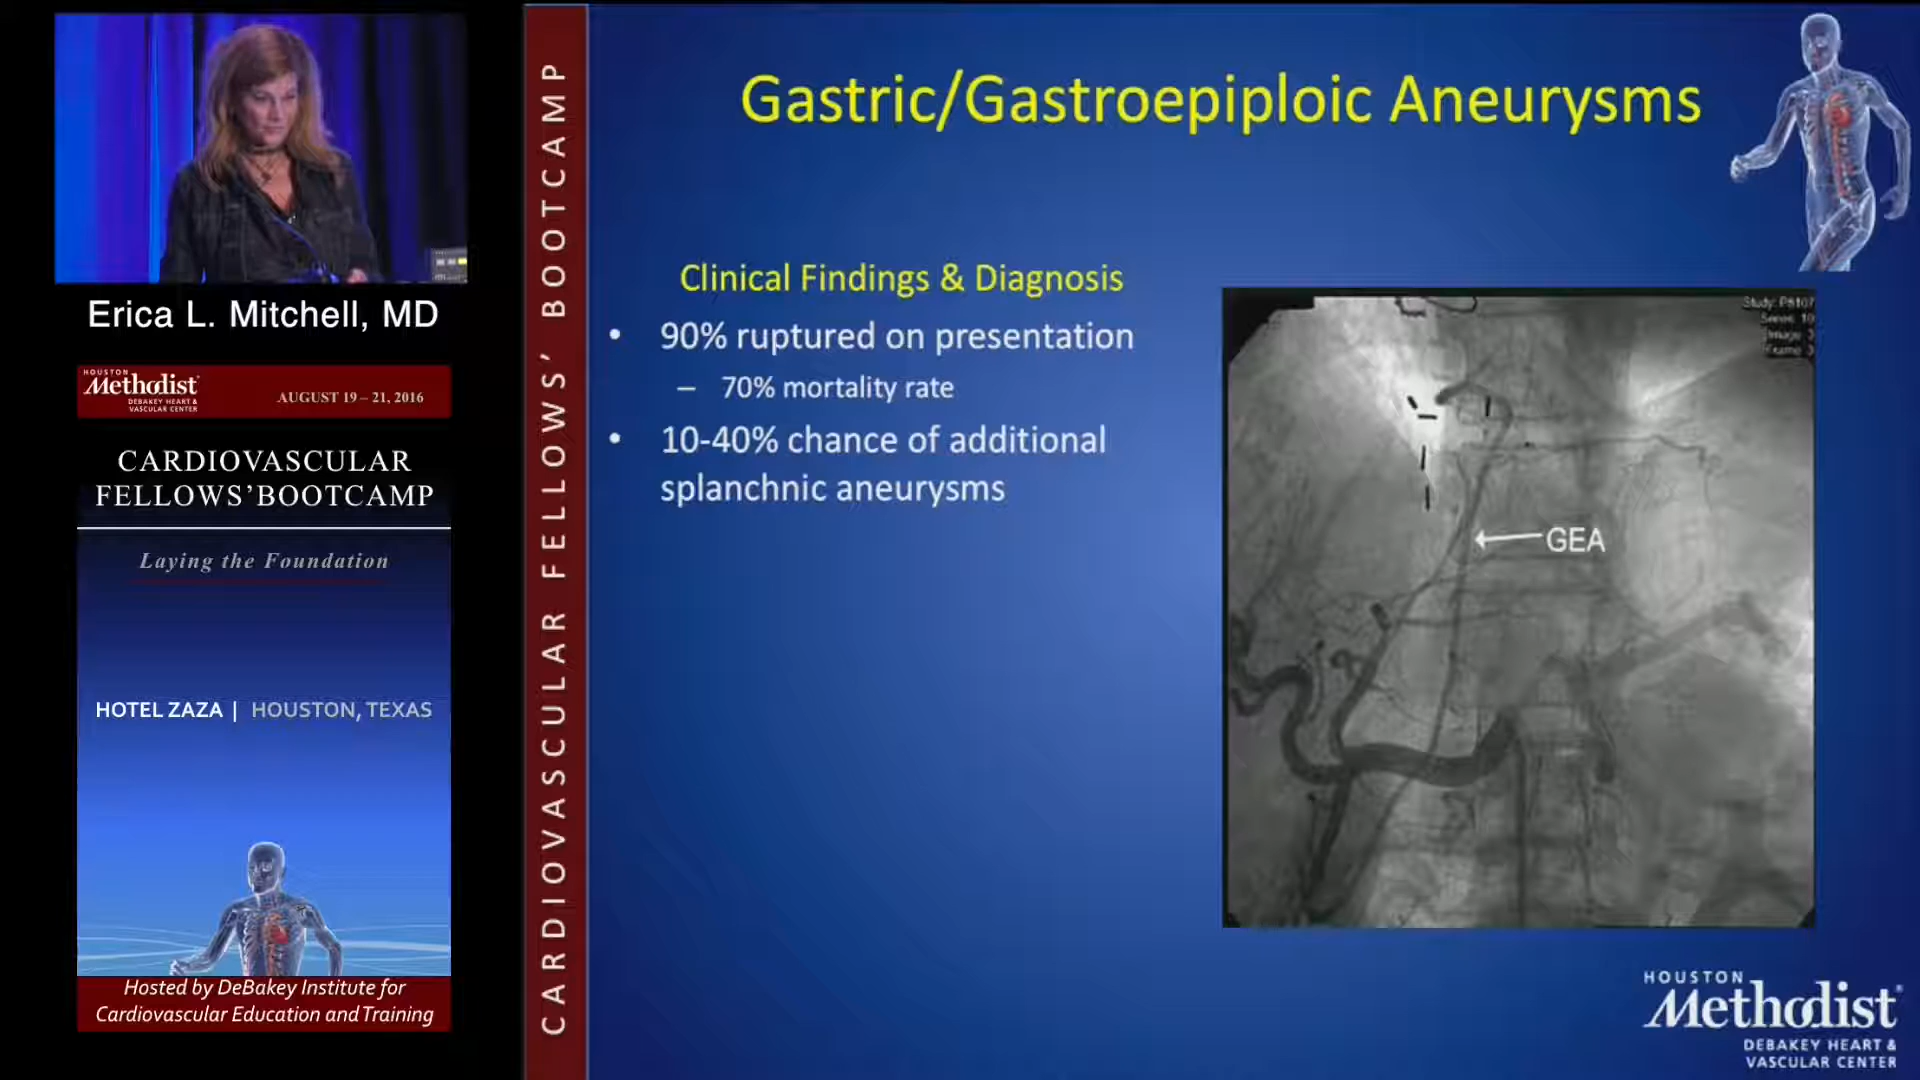 Erica L. Mitchell, MD
HOUSTON
Methodist
DEBAKEY HEART &
VASCULAR CENTER
AUGUST 19 – 21, 2016
CARDIOVASCULAR
FELLOWS’BOOTCAMP
Laying the Foundation
HOTEL ZAZA | HOUSTON, TEXAS
Hosted by DeBakey Institute for
Cardiovascular Education and Training
CARDIOVASCULAR FELLOWS’ BOOTCAMP
Gastric/Gastroepiploic Aneurysms
Clinical Findings & Diagnosis
• 90% ruptured on presentation
– 70% mortality rate
• 10-40% chance of additional
splanchnic aneurysms
GEA
HOUSTON
Methodist
DEBAKEY HEART &
VASCULAR CENTER